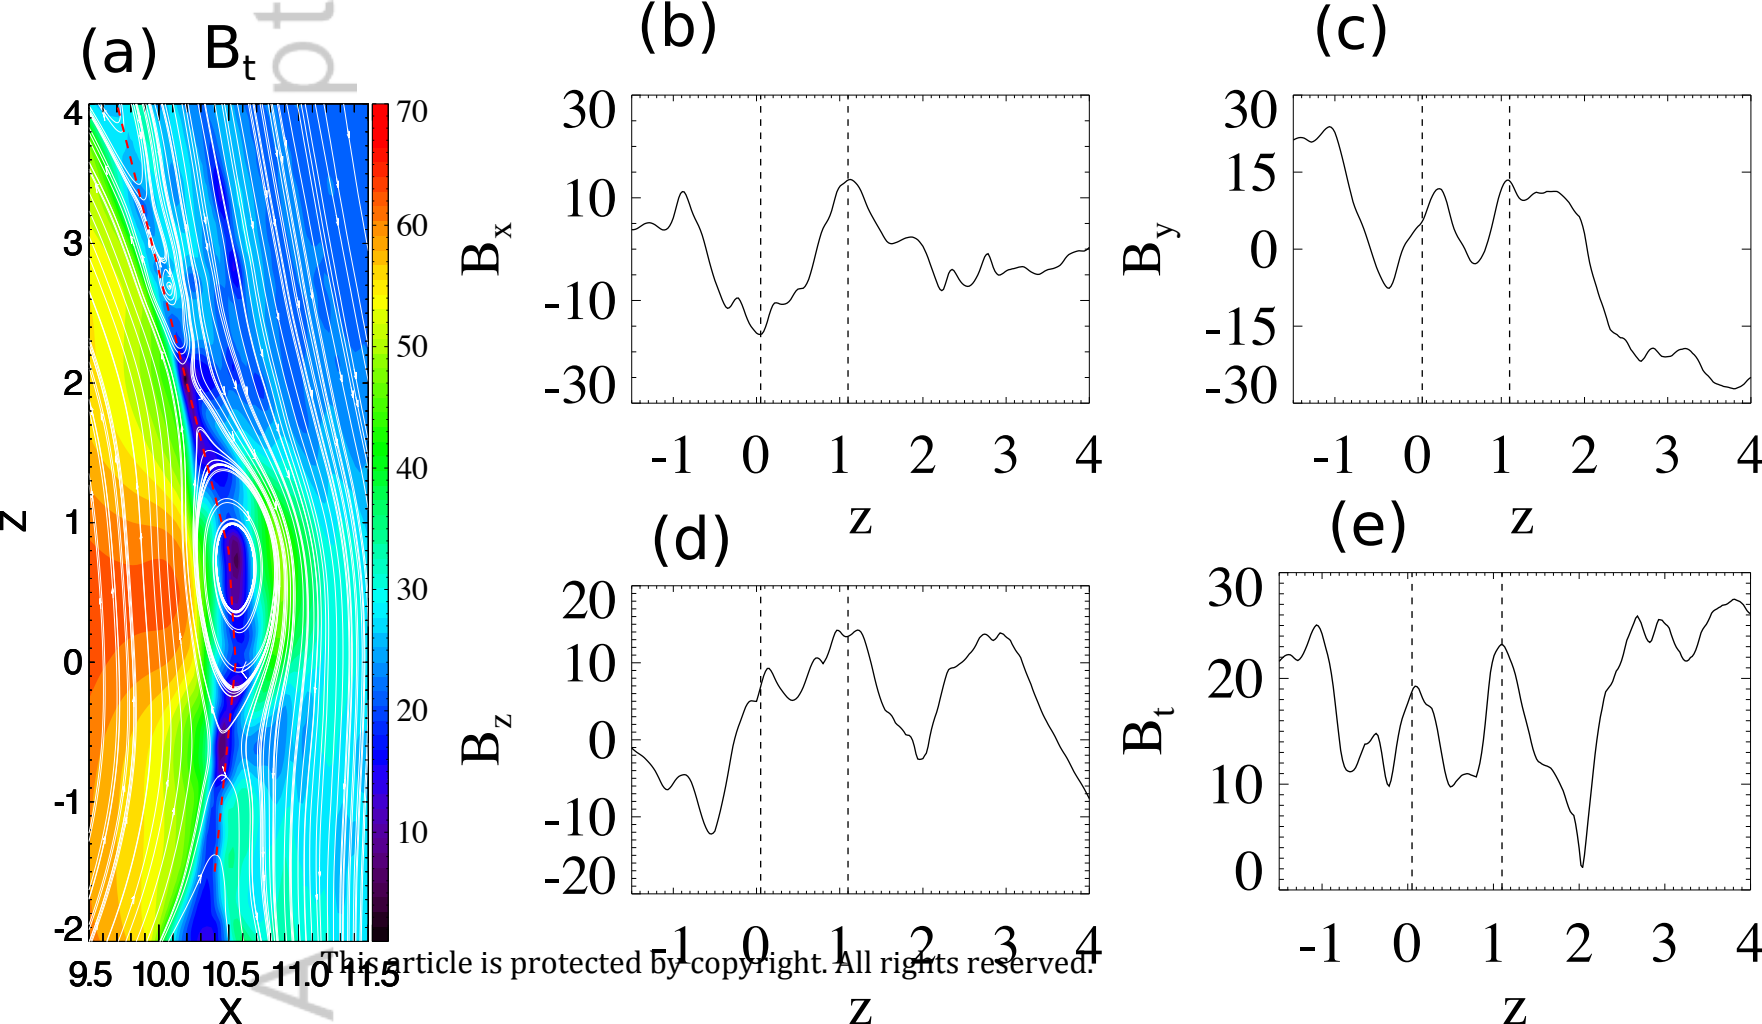 (a) B_t
4
3
2
1
0
-1
-2
z
9.5 10.0 10.5 11.0 11.5
x
70
60
50
40
30
20
10
(b)
30
10
-10
-30
B_x
-1 0 1 2 3 4
z
(c)
30
15
0
-15
-30
B_y
-1 0 1 2 3 4
z
(d)
20
10
0
-10
-20
B_z
-1 0 1 2 3 4
z
(e)
30
20
10
0
B_t
-1 0 1 2 3 4
z
This article is protected by copyright. All rights reserved.
pt
A